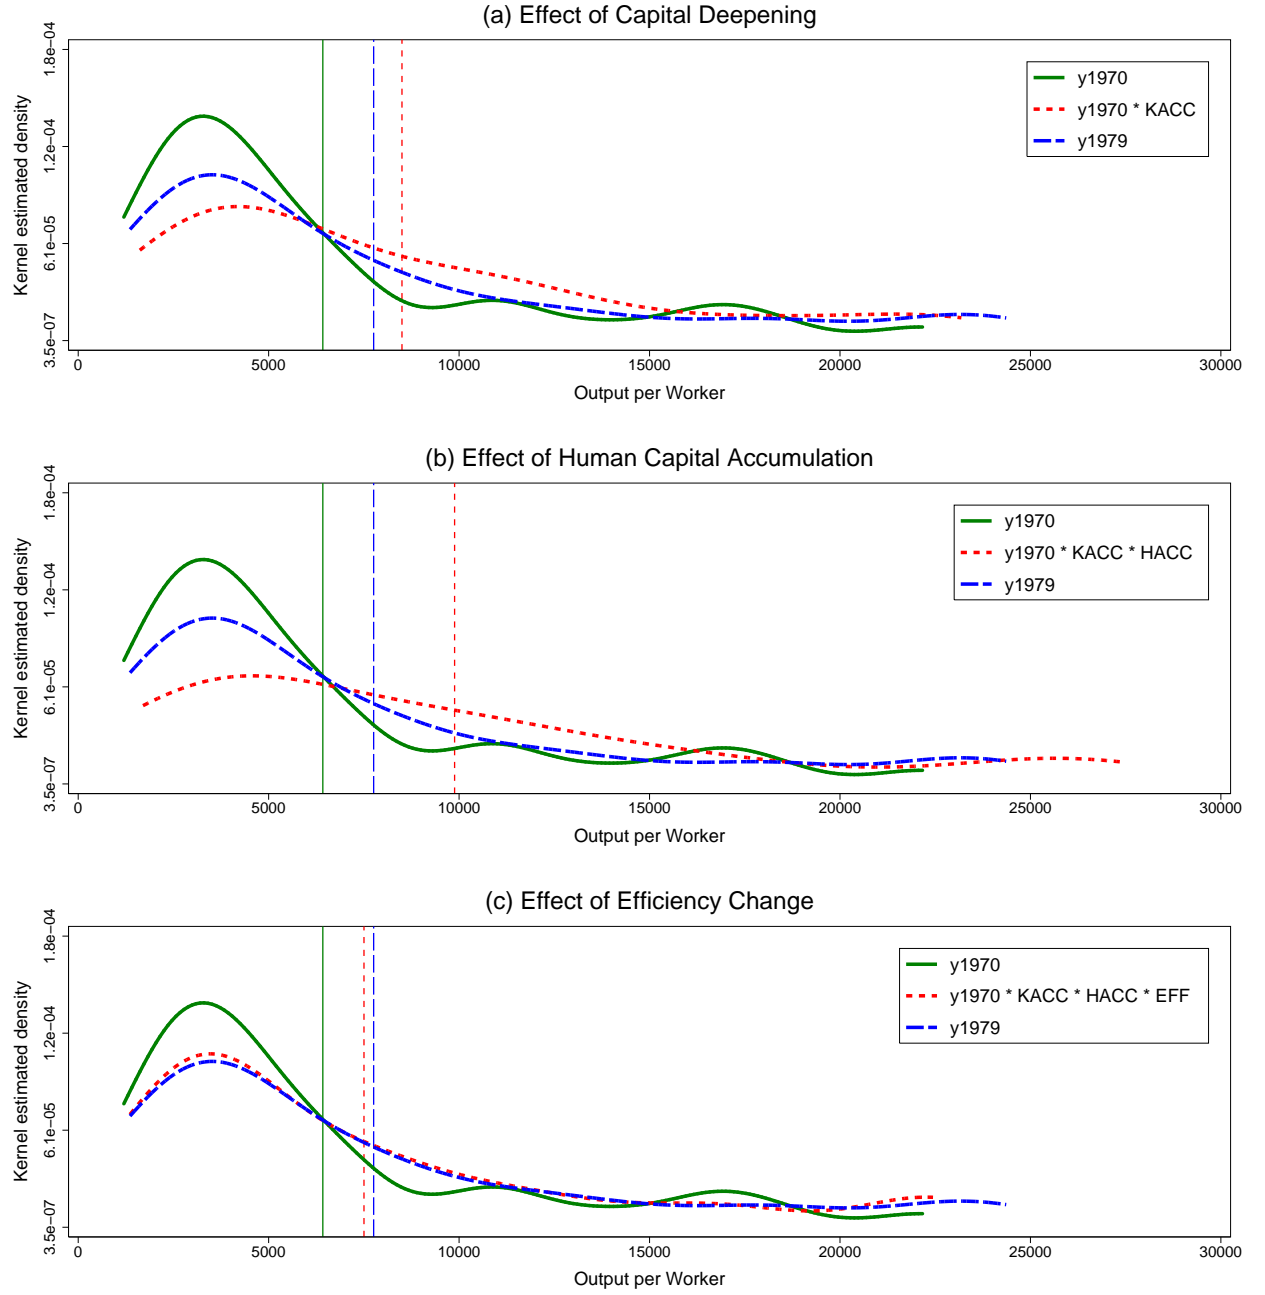 (a) Effect of Capital Deepening
Kernel estimated density
1.8e−04
1.2e−04
6.1e−05
3.5e−07
y1970
y1970 * KACC
y1979
0 5000 10000 15000 20000 25000 30000
Output per Worker
(b) Effect of Human Capital Accumulation
Kernel estimated density
1.8e−04
1.2e−04
6.1e−05
3.5e−07
y1970
y1970 * KACC * HACC
y1979
0 5000 10000 15000 20000 25000 30000
Output per Worker
(c) Effect of Efficiency Change
Kernel estimated density
1.8e−04
1.2e−04
6.1e−05
3.5e−07
y1970
y1970 * KACC * HACC * EFF
y1979
0 5000 10000 15000 20000 25000 30000
Output per Worker